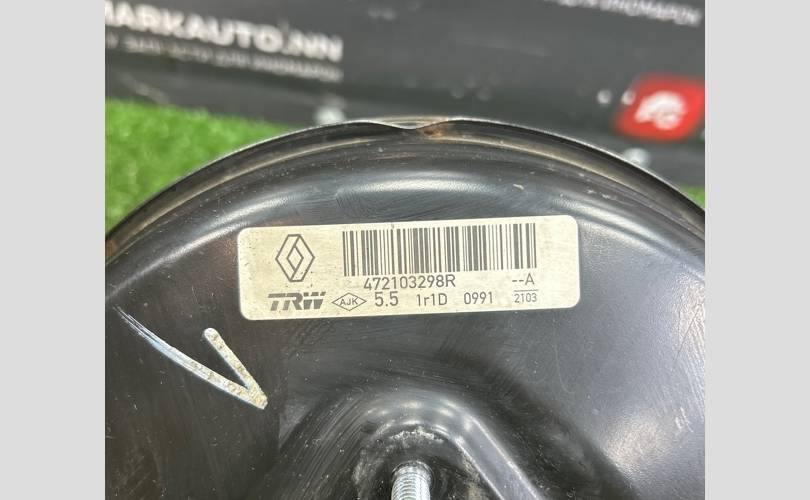 MARKAUTO.NN
472103298R --A
TRW AJK 5.5 1r1D 0991 2103